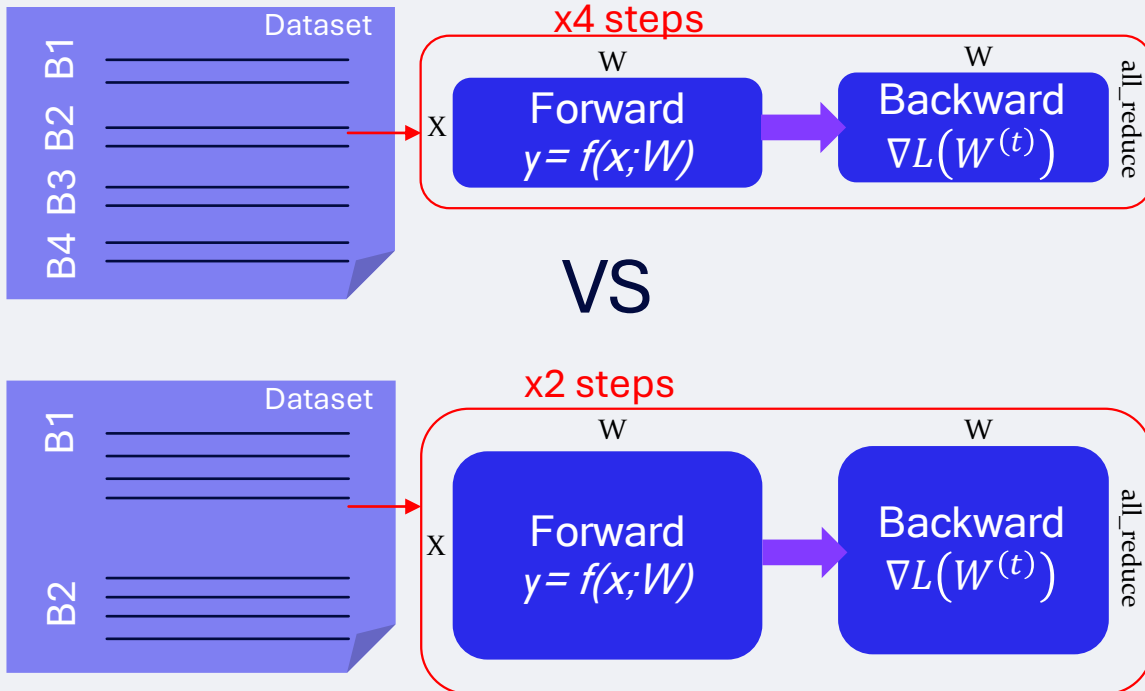 Dataset
B1
B2
B3
B4
x4 steps
W
W
X
Forward
y = f(x;W)
Backward
∇L(W^(t))
all_reduce
VS
Dataset
B1
B2
x2 steps
W
W
X
Forward
y = f(x;W)
Backward
∇L(W^(t))
all_reduce